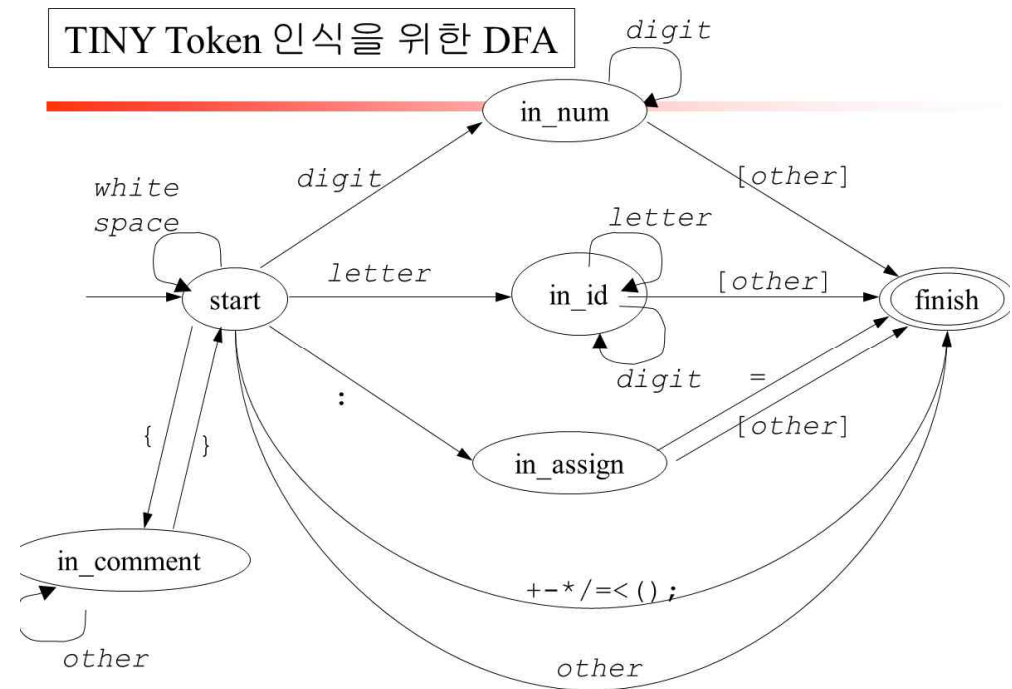 TINY Token 인식을 위한 DFA
digit
in_num
white
space
digit
[other]
letter
letter
start
in_id
[other]
finish
digit
=
:
[other]
{
}
in_assign
in_comment
+-*/=<();
other
other